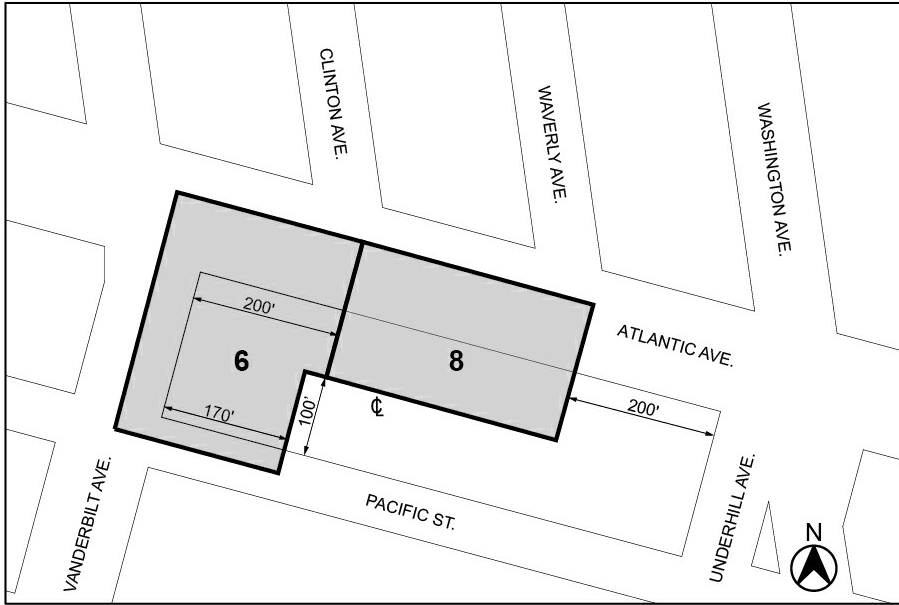 CLINTON AVE.
WAVERLY AVE.
WASHINGTON AVE.
200'
6
8
ATLANTIC AVE.
170'
100'
℄
200'
VANDERBILT AVE.
PACIFIC ST.
UNDERHILL AVE.
N